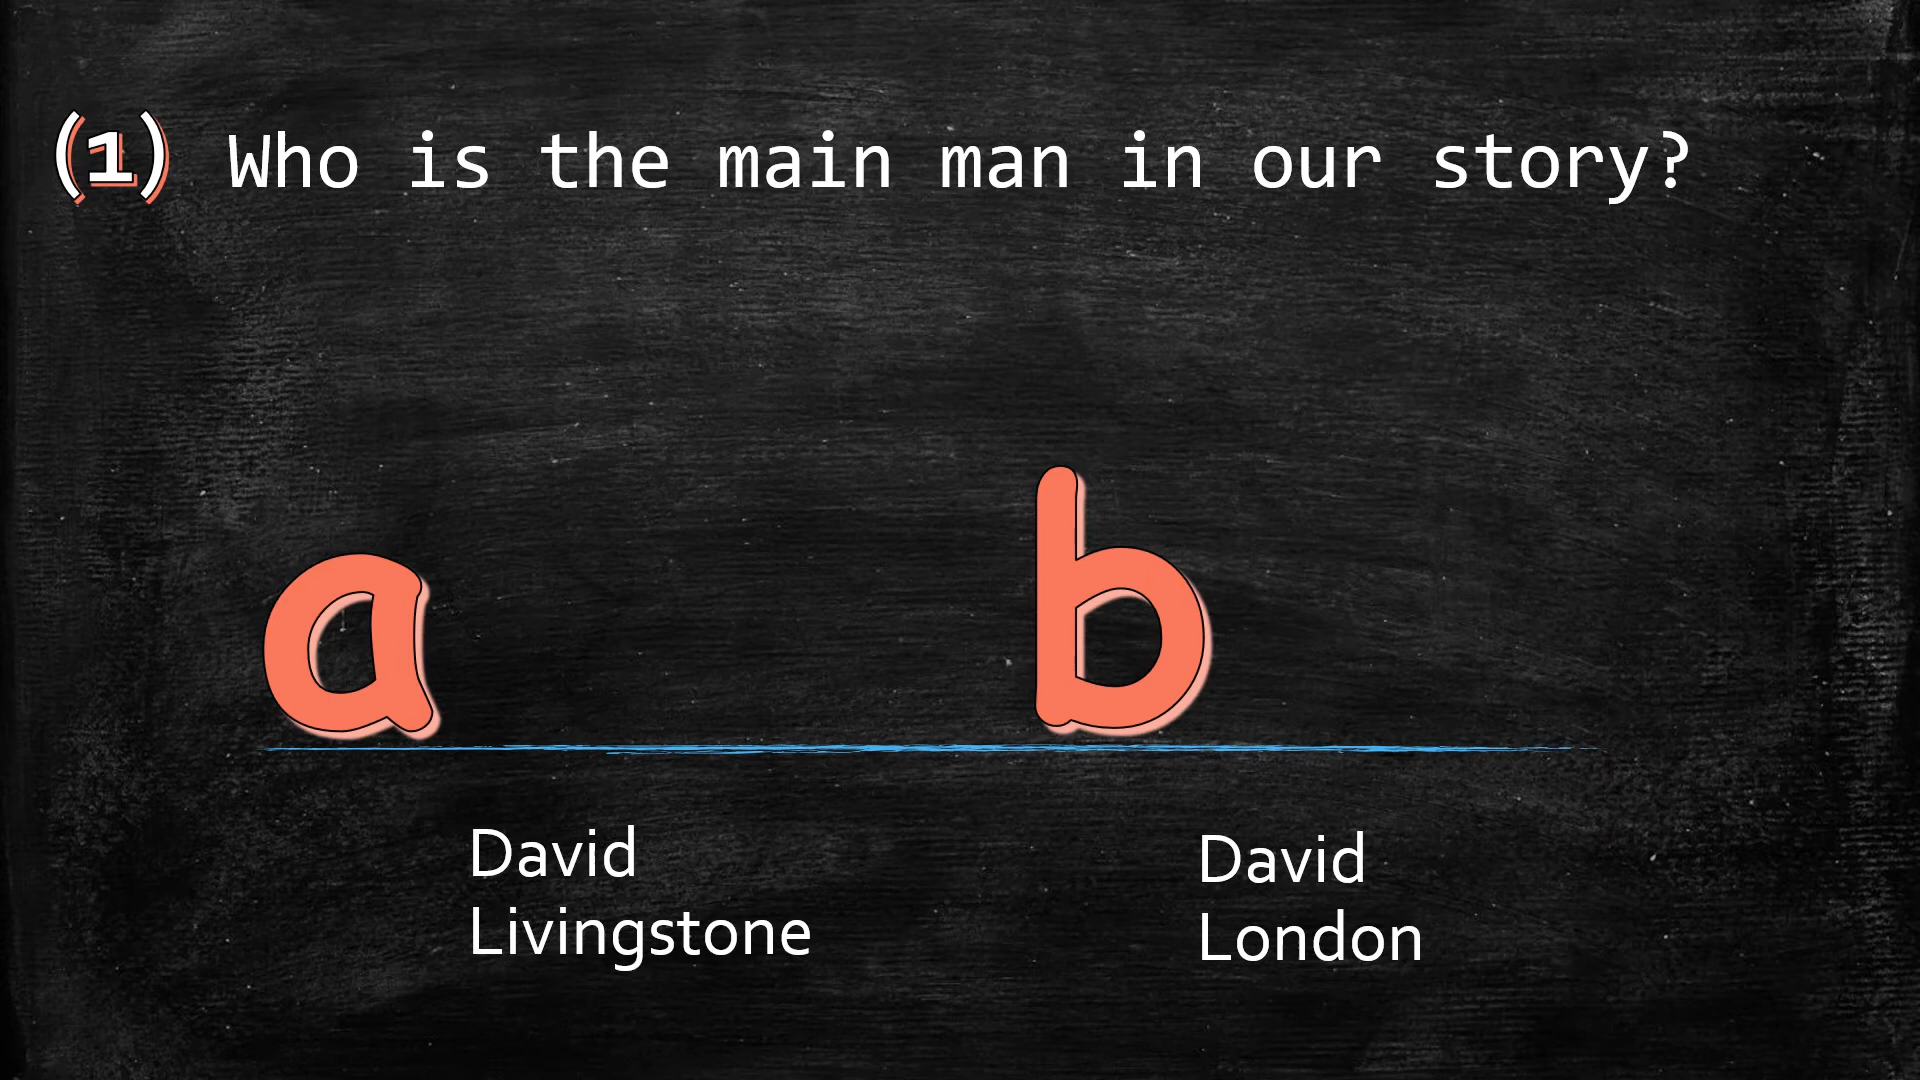 (1) Who is the main man in our story?
a b
David
Livingstone
David
London